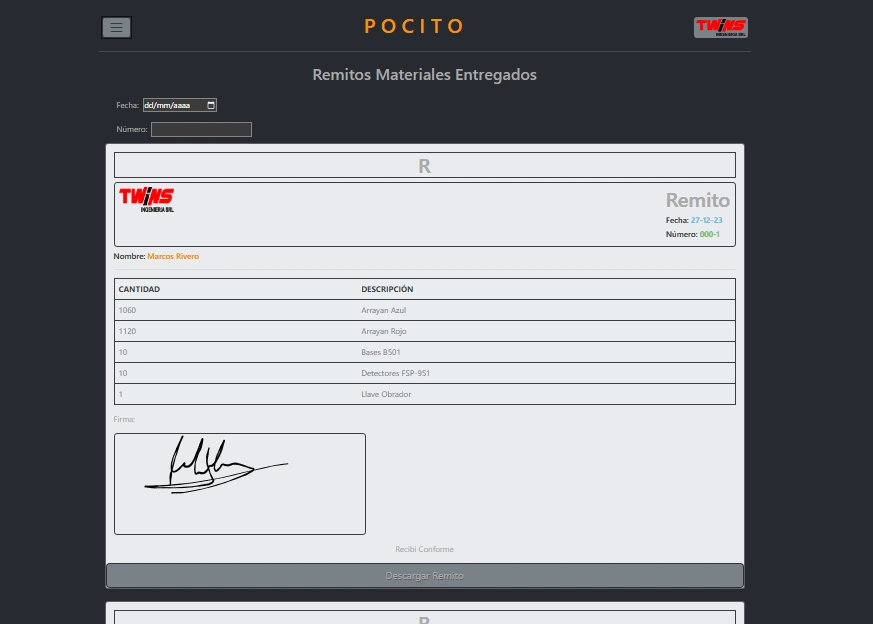 POCITO
TWINS
INGENIERIA SRL
Remitos Materiales Entregados
Fecha: dd/mm/aaaa
Número:
R
TWINS
INGENIERIA SRL
Remito
Fecha: 27-12-23
Número: 000-1
Nombre: Marcos Rivero
CANTIDAD DESCRIPCIÓN
1060 Arrayan Azul
1120 Arrayan Rojo
10 Bases B501
10 Detectores FSP-951
1 Llave Obrador
Firma:
Recibí Conforme
Descargar Remito
R